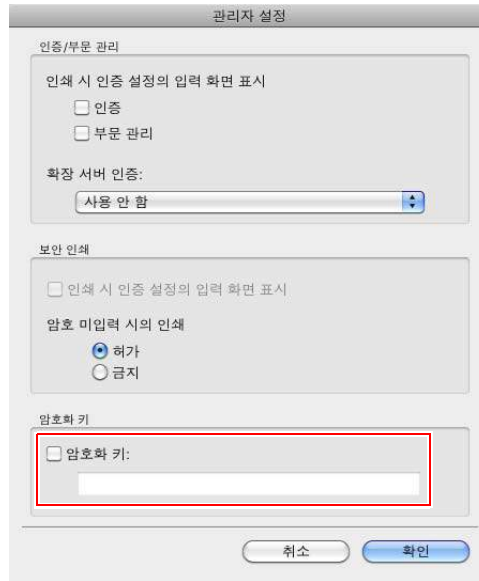 관리자 설정
인증/부문 관리
인쇄 시 인증 설정의 입력 화면 표시
인증
부문 관리
확장 서버 인증:
사용 안 함
보안 인쇄
인쇄 시 인증 설정의 입력 화면 표시
암호 미입력 시의 인쇄
허가
금지
암호화 키
암호화 키:
취소 확인